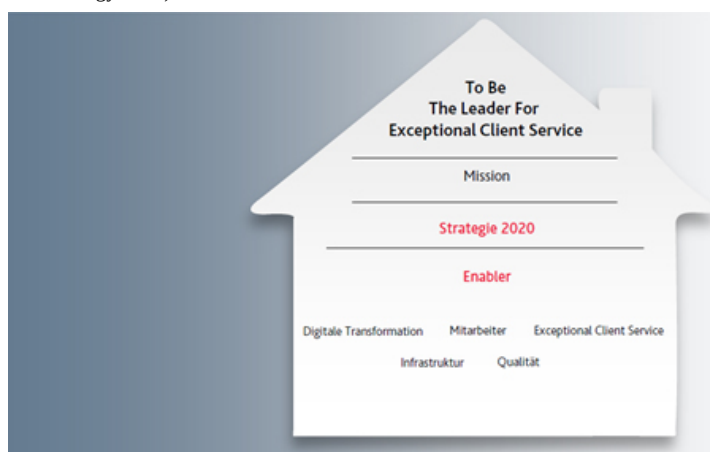 To Be
The Leader For
Exceptional Client Service
Mission
Strategie 2020
Enabler
Digitale Transformation Mitarbeiter Exceptional Client Service
Infrastruktur Qualität